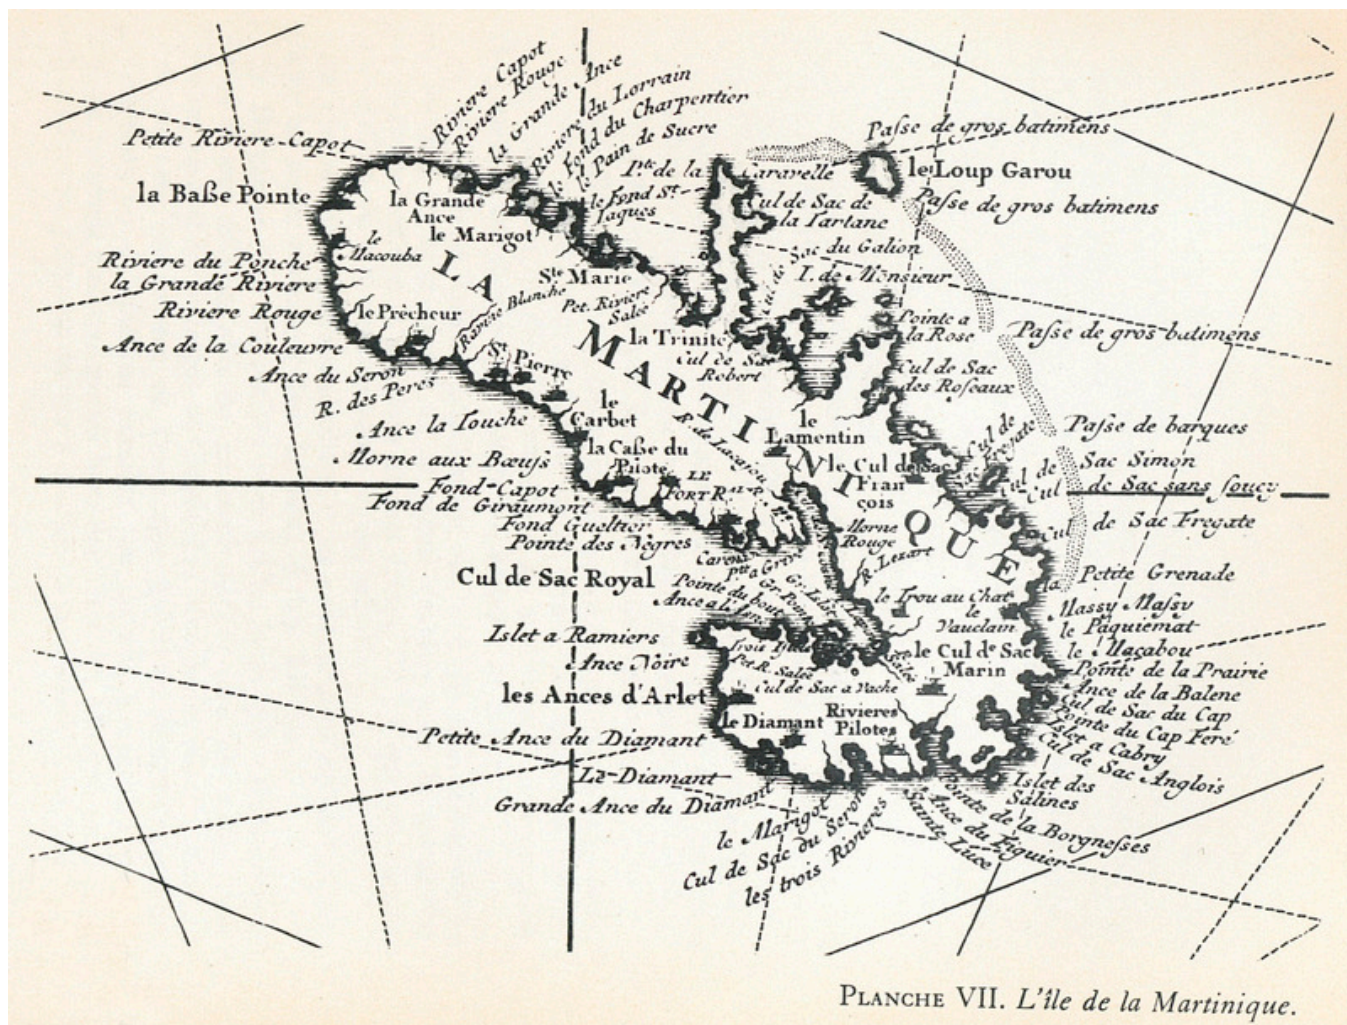 Riviere Capot
Riviere Rouge
la Grande Ance
Riviere du Lorrain
le Fond du Charpentier
le Pain de Sucre
Petite Riviere Capot
Pte. de la Caravelle
Passe de gros batimens
le Loup Garou
la Baße Pointe
la Grande
Ance
le Marigot
le Fond St.
Jaques
Cul de Sac de
la Tartane
Passe de gros batimens
le
Macouba
Cul de Sac du Galion
Riviere du Ponche
la Grande Riviere
Ste. Marie
I. de Monsieur
Riviere Rouge
le Prêcheur
Ravine Blanche
Pet. Riviere
Salée
Pointe a
la Rose
Passe de gros batimens
Ance de la Couleuvre
la Trinité
Cul de Sac
Robert
St. Pierre
Ance du Seron
R. des Peres
Cul de Sac
des Roseaux
LA MARTINIQUE
le
Carbet
le
Lamentin
Ance la Touche
Passe de barques
la Caße du
Pilote
Morne aux Bœufs
le Cul de Sac
Fran
çois
Cul de
Sac Simon
Fond Capot
LE
FORT R
Cul de Sac sans soucy
Fond de Giraumont
Fond Gueltier
Cul de Sac Fregate
Pointe des Nègres
Morne
Rouge
R. Lezart
Cul de Sac Royal
la Petite Grenade
Pointe du bout
le Trou au Chat
Massy Massy
le
Vauclain
le Paquiemat
Islet a Ramiers
le Macabou
le Cul de Sac
Marin
Ance Noire
Pet. R. Salée
Pointe de la Prairie
Cul de Sac a Vache
les Ances d'Arlet
Ance de la Balene
Cul de Sac du Cap
le Diamant
Rivieres
Pilotes
Pointe du Cap Feré
Islet a Cabry
Petite Ance du Diamant
Cul de Sac Anglois
Le Diamant
Islet des
Salines
Grande Ance du Diamant
le Marigot
Cul de Sac du Seron
les trois Rivieres
Pointe de la Borgnesses
Ance du Figuier
Sainte Luce
PLANCHE VII. L'île de la Martinique.